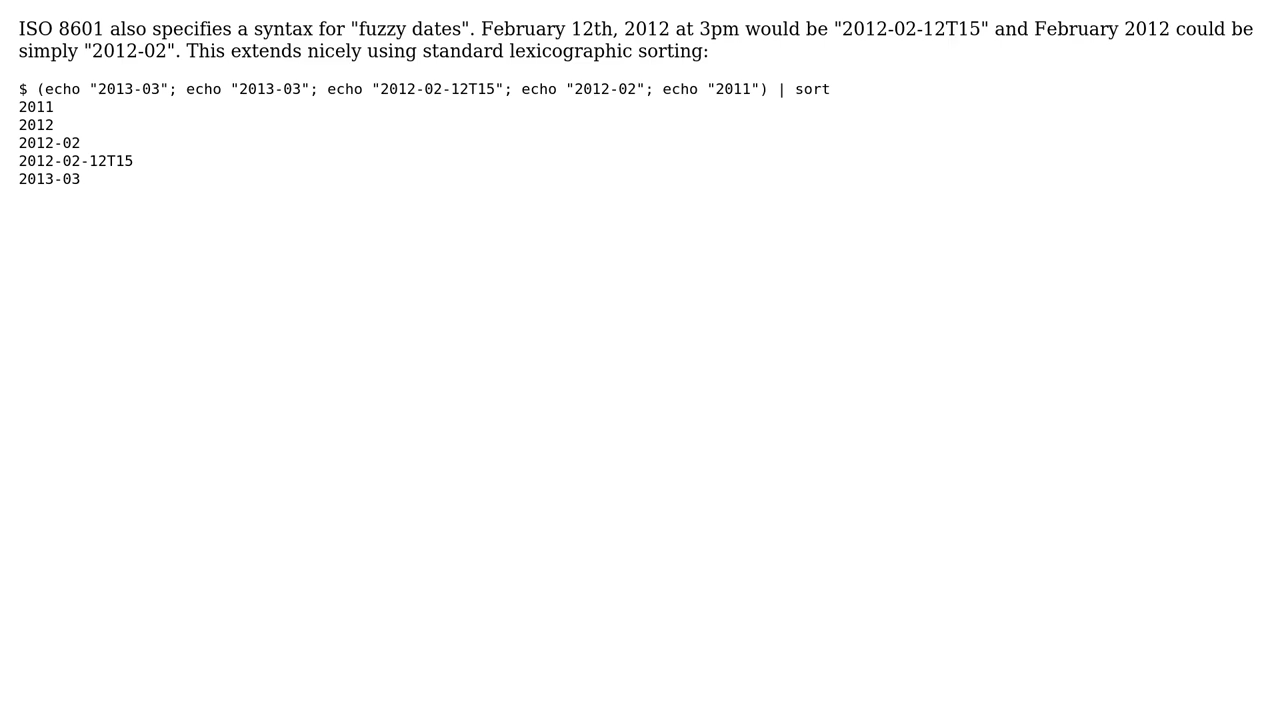 ISO 8601 also specifies a syntax for "fuzzy dates". February 12th, 2012 at 3pm would be "2012-02-12T15" and February 2012 could be
simply "2012-02". This extends nicely using standard lexicographic sorting:
$ (echo "2013-03"; echo "2013-03"; echo "2012-02-12T15"; echo "2012-02"; echo "2011") | sort
2011
2012
2012-02
2012-02-12T15
2013-03